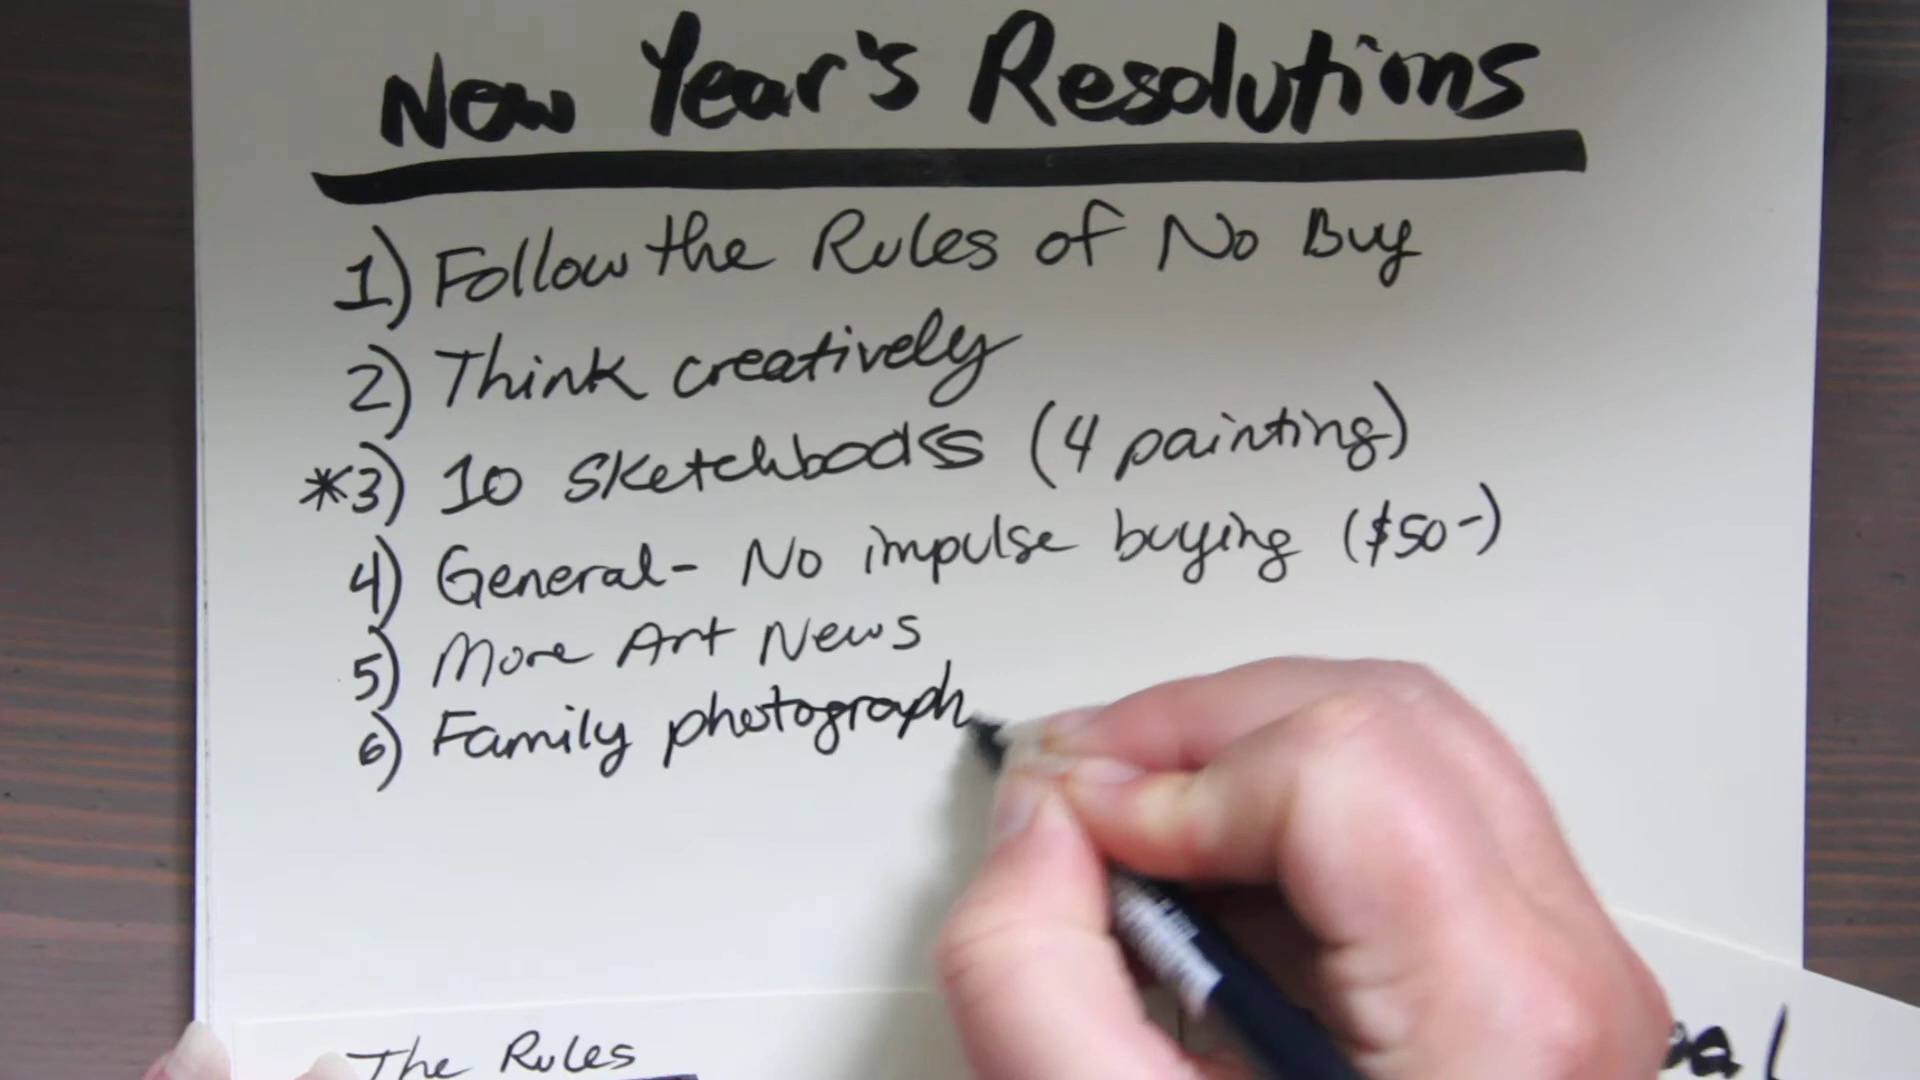 New Year's Resolutions
1) Follow the Rules of No Buy
2) Think creatively
*3) 10 Sketchbooks (4 painting)
4) General- No impulse buying ($50-)
5) More Art News
6) Family photograph
The Rules